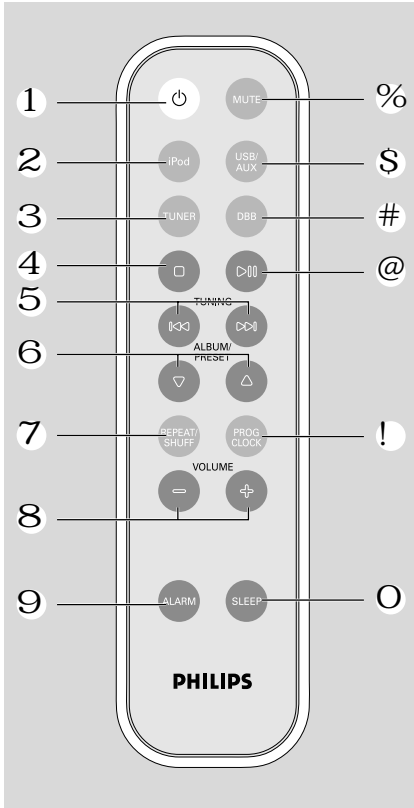 1 MUTE %
2 iPod USB/ AUX $
3 TUNER DBB #
4 @
5 TUNING
6 ALBUM/ PRESET
7 REPEAT/ SHUFF PROG CLOCK !
VOLUME
8
9 ALARM SLEEP 0
PHILIPS